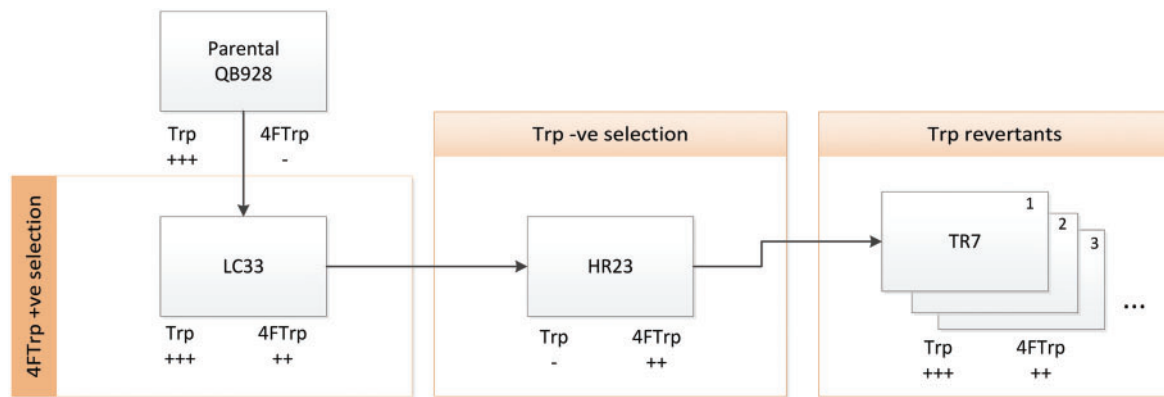 Parental
QB928
Trp 4FTrp
+++ -
4FTrp +ve selection
LC33
Trp 4FTrp
+++ ++
Trp -ve selection
HR23
Trp 4FTrp
- ++
Trp revertants
1
TR7
2
3
...
Trp 4FTrp
+++ ++